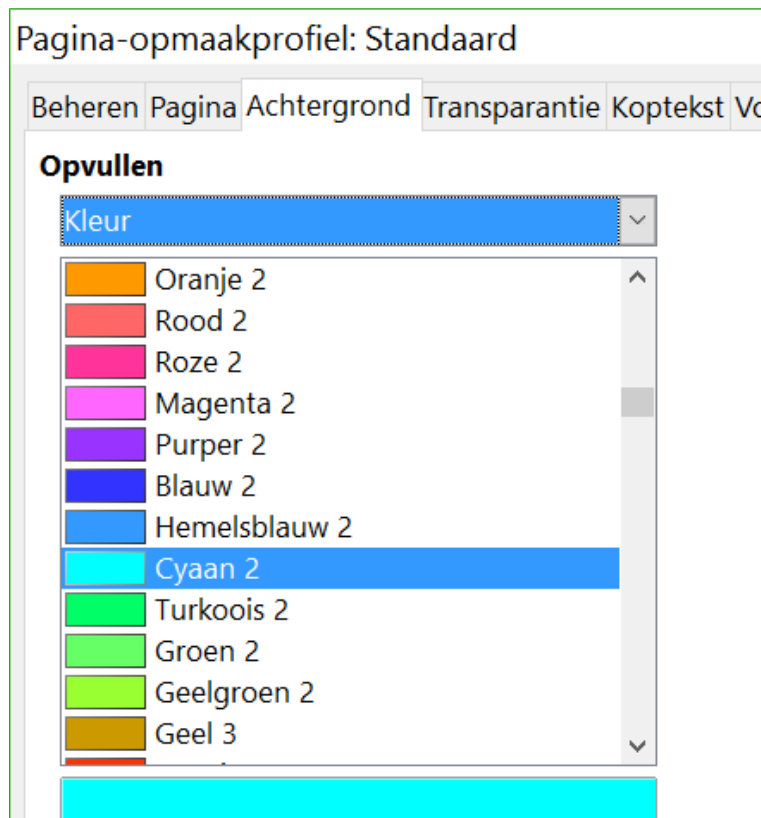 Pagina-opmaakprofiel: Standaard
Beheren Pagina Achtergrond Transparantie Koptekst
Opvullen
Kleur
Oranje 2
Rood 2
Roze 2
Magenta 2
Purper 2
Blauw 2
Hemelsblauw 2
Cyaan 2
Turkoois 2
Groen 2
Geelgroen 2
Geel 3